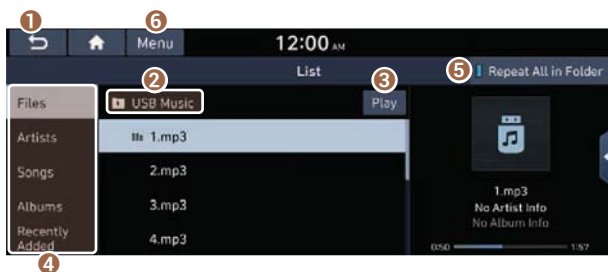 1
6
Menu
12:00 AM
List
5
Repeat All in Folder
2
3
Files
USB Music
Play
Artists
1.mp3
Songs
2.mp3
Albums
3.mp3
Recently
Added
4.mp3
1.mp3
No Artist Info
No Album Info
0:50
1:57
4